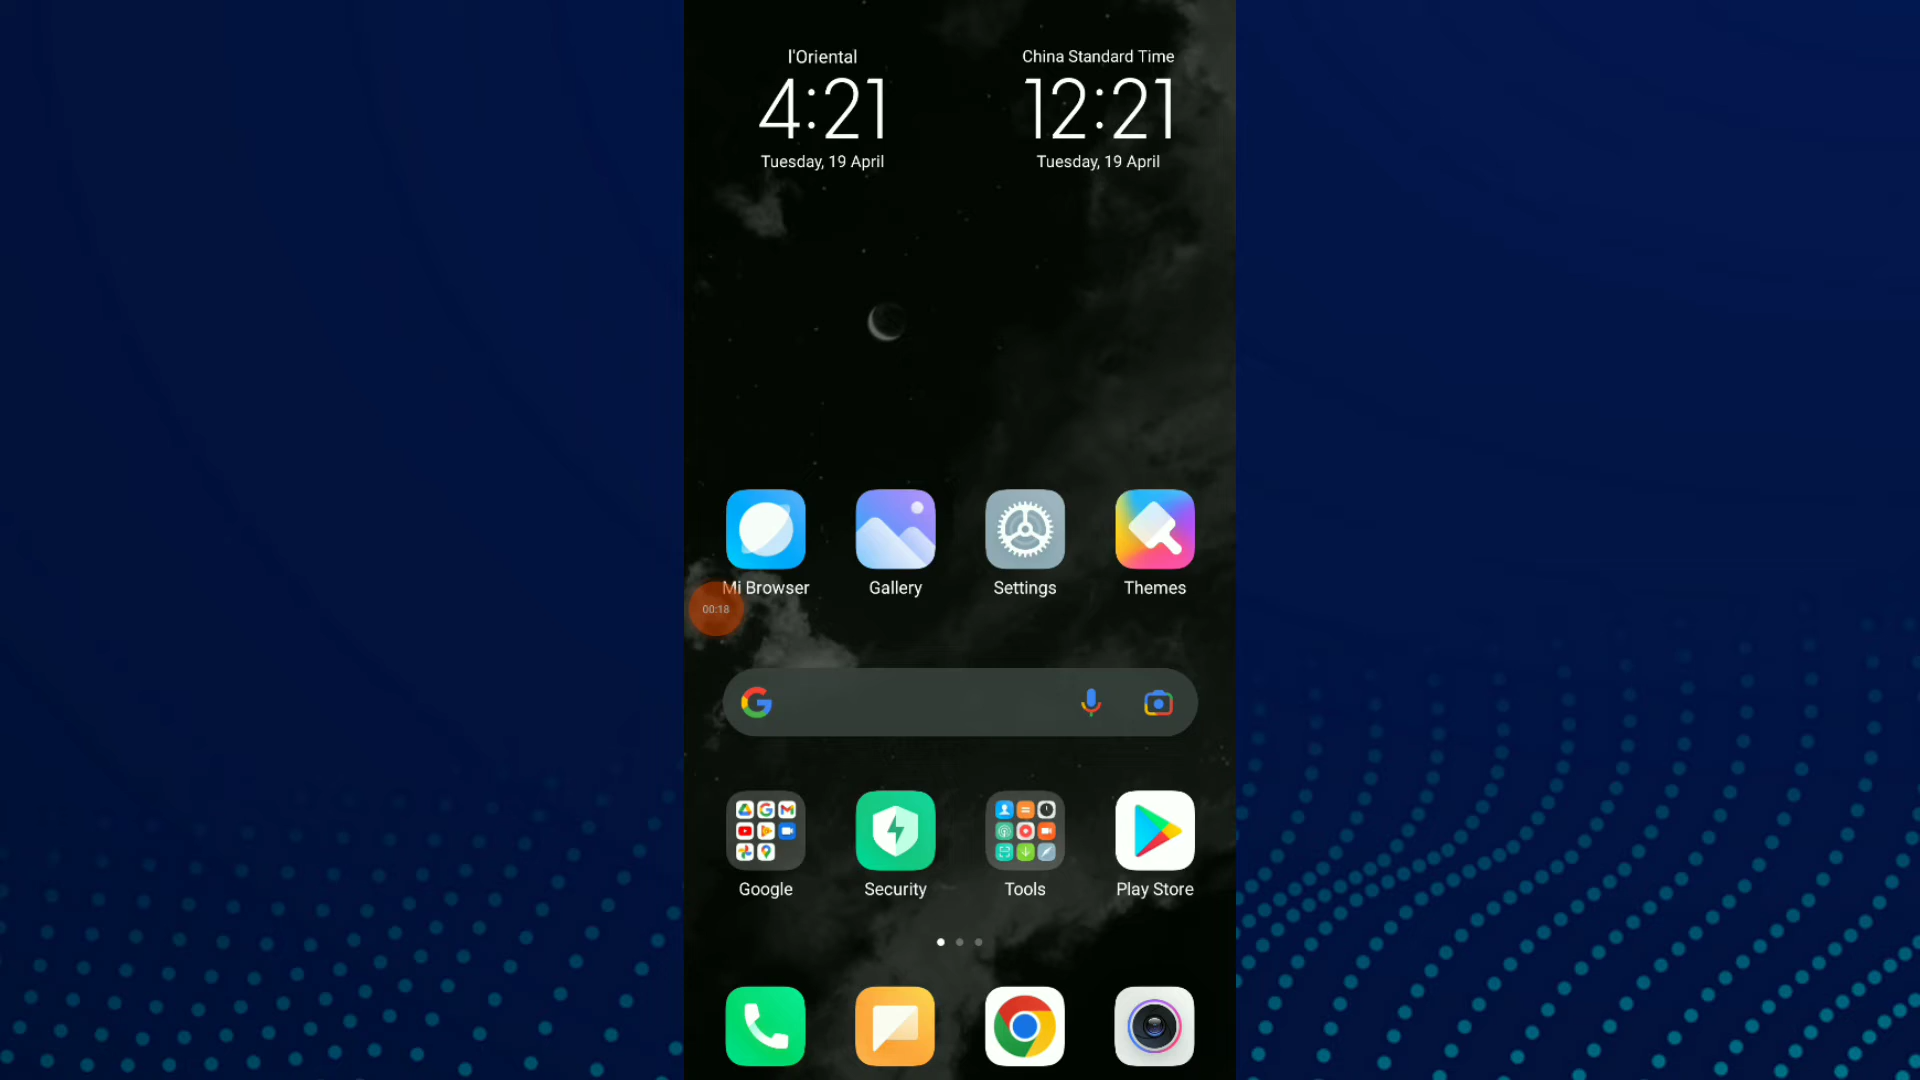 l'Oriental
4:21
Tuesday, 19 April
China Standard Time
12:21
Tuesday, 19 April
Mi Browser
Gallery
Settings
Themes
00:18
Google
Security
Tools
Play Store